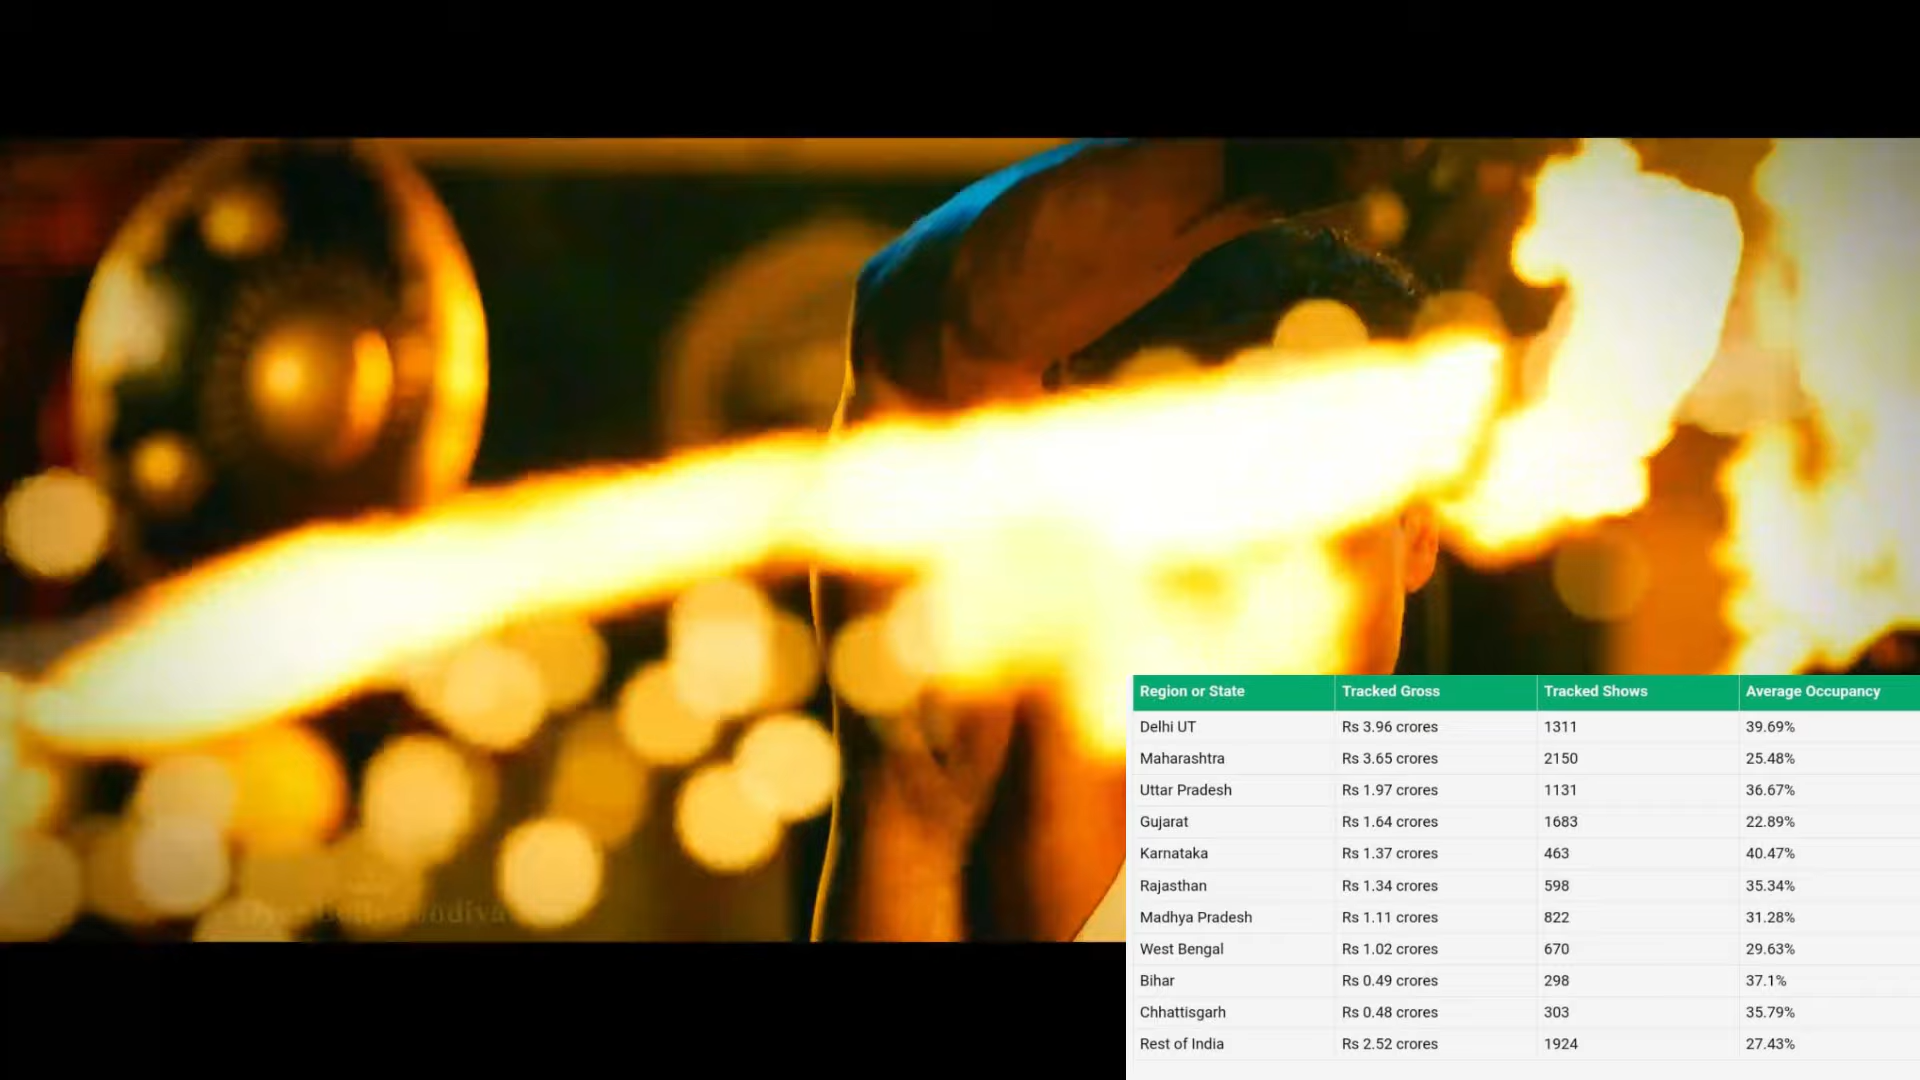 Region or State Tracked Gross Tracked Shows Average Occupancy
Delhi UT Rs 3.96 crores 1311 39.69%
Maharashtra Rs 3.65 crores 2150 25.48%
Uttar Pradesh Rs 1.97 crores 1131 36.67%
Gujarat Rs 1.64 crores 1683 22.89%
Karnataka Rs 1.37 crores 463 40.47%
Rajasthan Rs 1.34 crores 598 35.34%
Madhya Pradesh Rs 1.11 crores 822 31.28%
West Bengal Rs 1.02 crores 670 29.63%
Bihar Rs 0.49 crores 298 37.1%
Chhattisgarh Rs 0.48 crores 303 35.79%
Rest of India Rs 2.52 crores 1924 27.43%